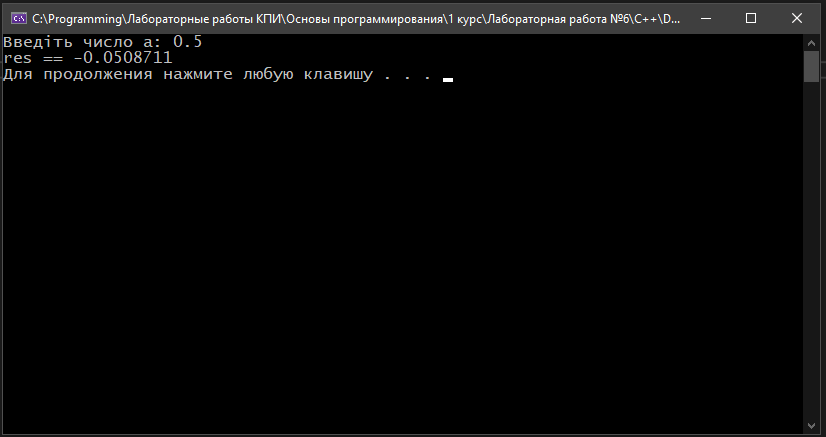 C:\Programming\Лабораторные работы КПИ\Основы программирования\1 курс\Лабораторная работа №6\C++\D...
Введіть число a: 0.5
res == -0.0508711
Для продолжения нажмите любую клавишу . . .